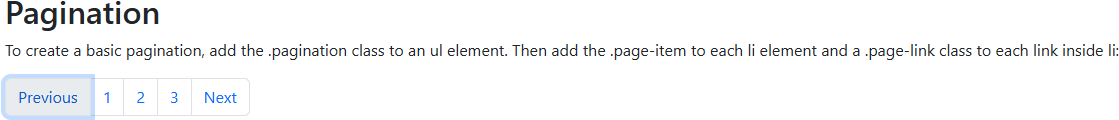 Pagination
To create a basic pagination, add the .pagination class to an ul element. Then add the .page-item to each li element and a .page-link class to each link inside li:
Previous 1 2 3 Next